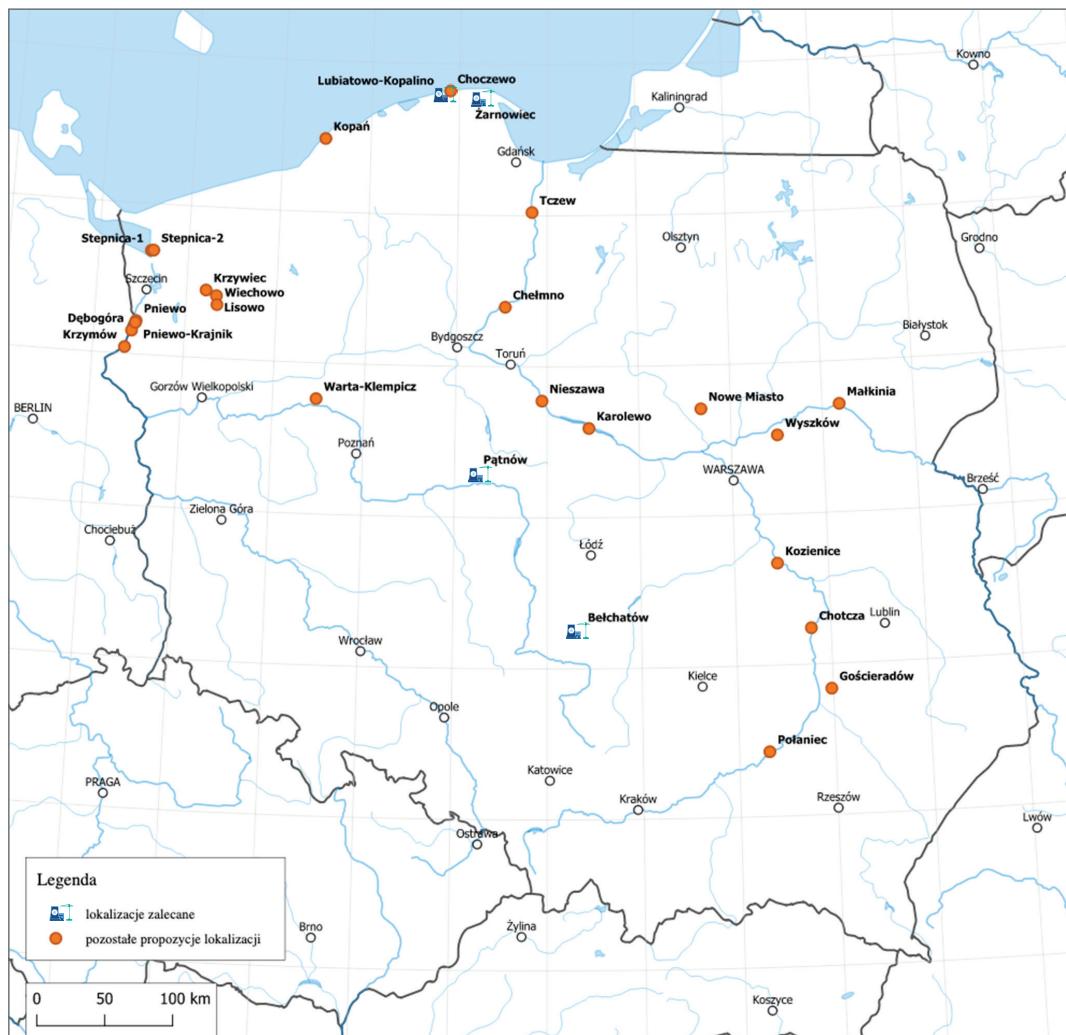 Kowno
Lubiatowo-Kopalino
Choczewo
Żarnowiec
Kaliningrad
Kopań
Gdańsk
Tczew
Stepnica-1
Stepnica-2
Olsztyn
Grodno
Szczecin
Krzywiec
Wiechowo
Lisowo
Pniewo
Dębogóra
Krzymów
Pniewo-Krajnik
Chełmno
Bydgoszcz
Toruń
Białystok
Gorzów Wielkopolski
Warta-Klempicz
Nieszawa
Nowe Miasto
Małkinia
BERLIN
Karolewo
Wyszków
Poznań
Pątnów
WARSZAWA
Brześć
Zielona Góra
Chociebuż
Łódź
Kozienice
Bełchatów
Chotcza
Lublin
Wrocław
Kielce
Gościeradów
Opole
Połaniec
Katowice
PRAGA
Kraków
Rzeszów
Lwów
Ostrawa
Legenda
lokalizacje zalecane
pozostałe propozycje lokalizacji
Brno
Żylina
0 50 100 km
Koszyce